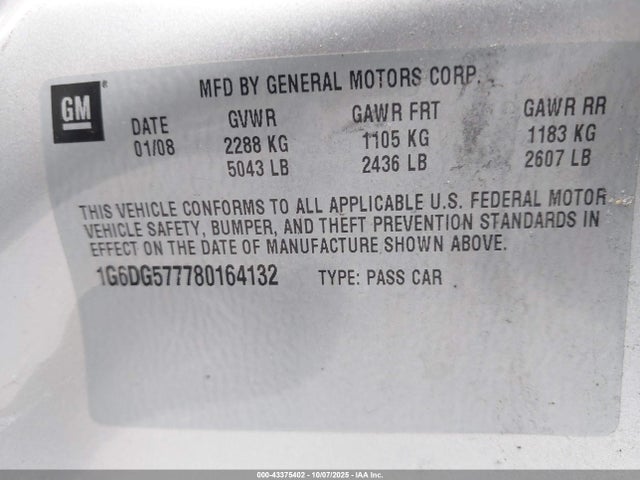 GM
MFD BY GENERAL MOTORS CORP.
DATE GVWR GAWR FRT GAWR RR
01/08 2288 KG 1105 KG 1183 KG
5043 LB 2436 LB 2607 LB
THIS VEHICLE CONFORMS TO ALL APPLICABLE U.S. FEDERAL MOTOR
VEHICLE SAFETY, BUMPER, AND THEFT PREVENTION STANDARDS IN
EFFECT ON THE DATE OF MANUFACTURE SHOWN ABOVE.
1G6DG577780164132 TYPE: PASS CAR
000-43375402 - 10/07/2025 - IAA Inc.